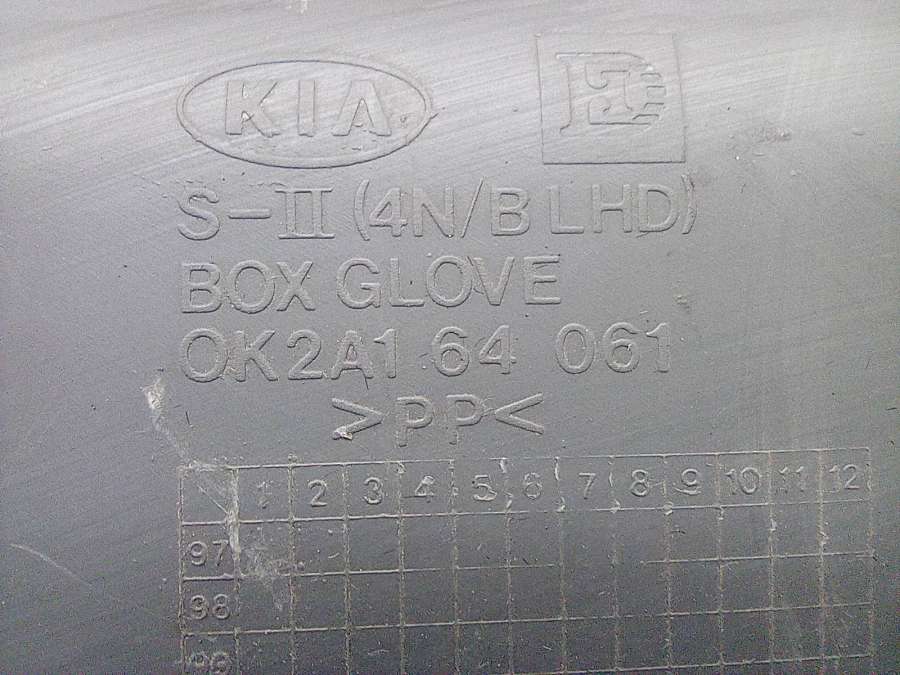 KIA
S-II (4N/B LHD)
BOX GLOVE
OK2A1 64 061
>PP<
1 2 3 4 5 6 7 8 9 10 11 12
97
98